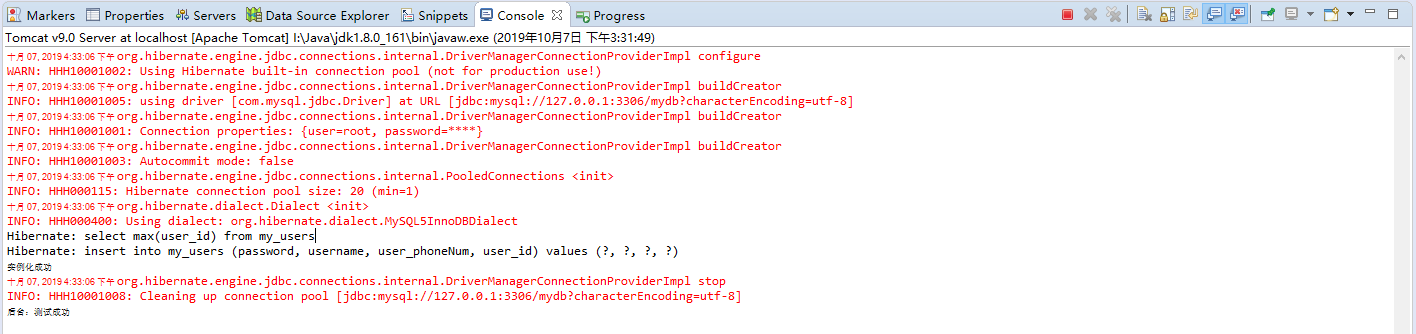 Markers Properties Servers Data Source Explorer Snippets Console Progress
Tomcat v9.0 Server at localhost [Apache Tomcat] I:\Java\jdk1.8.0_161\bin\javaw.exe (2019年10月7日 下午3:31:49)
十月 07, 2019 4:33:06 下午 org.hibernate.engine.jdbc.connections.internal.DriverManagerConnectionProviderImpl configure
WARN: HHH10001002: Using Hibernate built-in connection pool (not for production use!)
十月 07, 2019 4:33:06 下午 org.hibernate.engine.jdbc.connections.internal.DriverManagerConnectionProviderImpl buildCreator
INFO: HHH10001005: using driver [com.mysql.jdbc.Driver] at URL [jdbc:mysql://127.0.0.1:3306/mydb?characterEncoding=utf-8]
十月 07, 2019 4:33:06 下午 org.hibernate.engine.jdbc.connections.internal.DriverManagerConnectionProviderImpl buildCreator
INFO: HHH10001001: Connection properties: {user=root, password=****}
十月 07, 2019 4:33:06 下午 org.hibernate.engine.jdbc.connections.internal.DriverManagerConnectionProviderImpl buildCreator
INFO: HHH10001003: Autocommit mode: false
十月 07, 2019 4:33:06 下午 org.hibernate.engine.jdbc.connections.internal.PooledConnections <init>
INFO: HHH000115: Hibernate connection pool size: 20 (min=1)
十月 07, 2019 4:33:06 下午 org.hibernate.dialect.Dialect <init>
INFO: HHH000400: Using dialect: org.hibernate.dialect.MySQL5InnoDBDialect
Hibernate: select max(user_id) from my_users
Hibernate: insert into my_users (password, username, user_phoneNum, user_id) values (?, ?, ?, ?)
实例化成功
十月 07, 2019 4:33:06 下午 org.hibernate.engine.jdbc.connections.internal.DriverManagerConnectionProviderImpl stop
INFO: HHH10001008: Cleaning up connection pool [jdbc:mysql://127.0.0.1:3306/mydb?characterEncoding=utf-8]
后台：测试成功